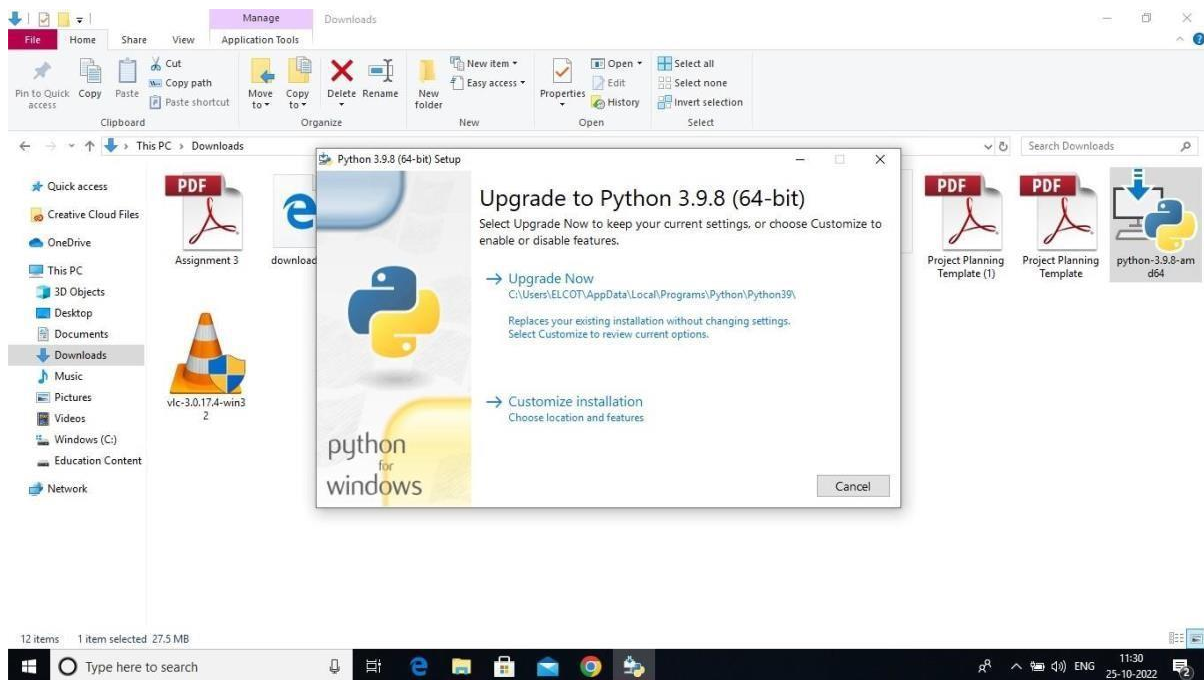 Manage
Downloads
File
Home
Share
View
Application Tools
Pin to Quick
access
Copy
Paste
Cut
Copy path
Paste shortcut
Clipboard
Move
to
Copy
to
Delete
Rename
Organize
New
folder
New item
Easy access
New
Properties
Open
Edit
History
Open
Select all
Select none
Invert selection
Select
This PC › Downloads
Search Downloads
Quick access
Creative Cloud Files
OneDrive
This PC
3D Objects
Desktop
Documents
Downloads
Music
Pictures
Videos
Windows (C:)
Education Content
Network
PDF
Assignment 3
download
vlc-3.0.17.4-win3
2
Python 3.9.8 (64-bit) Setup
Upgrade to Python 3.9.8 (64-bit)
Select Upgrade Now to keep your current settings, or choose Customize to
enable or disable features.
Upgrade Now
C:\Users\ELCOT\AppData\Local\Programs\Python\Python39\
Replaces your existing installation without changing settings.
Select Customize to review current options.
Customize installation
Choose location and features
python
for
windows
Cancel
PDF
Project Planning
Template (1)
PDF
Project Planning
Template
python-3.9.8-am
d64
12 items
1 item selected 27.5 MB
Type here to search
ENG
11:30
25-10-2022
2